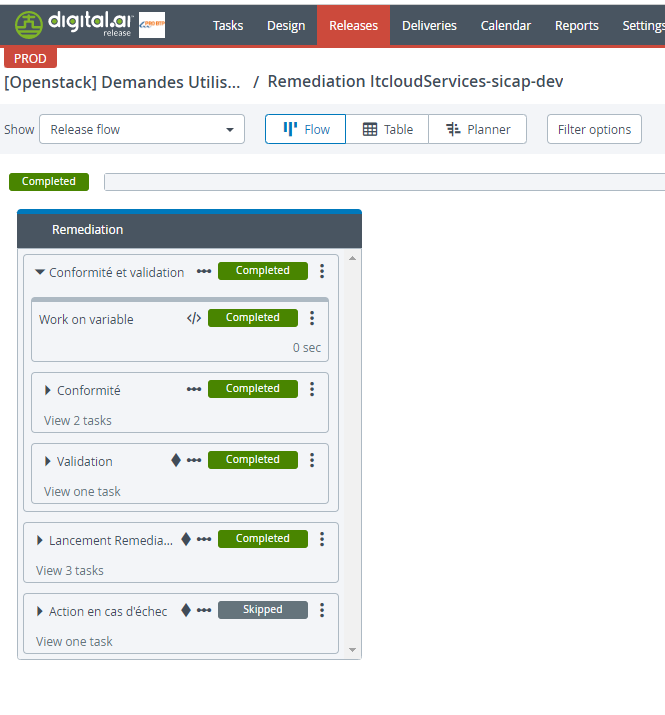 digital.ai
release
Tasks
Design
Releases
Deliveries
Calendar
Reports
Settings
PROD
[Openstack] Demandes Utilis... / Remediation ItcloudServices-sicap-dev
Show
Release flow
Flow
Table
Planner
Filter options
Completed
Remediation
Conformité et validation
Completed
Work on variable
</>
Completed
0 sec
Conformité
Completed
View 2 tasks
Validation
Completed
View one task
Lancement Remedia...
Completed
View 3 tasks
Action en cas d'échec
Skipped
View one task